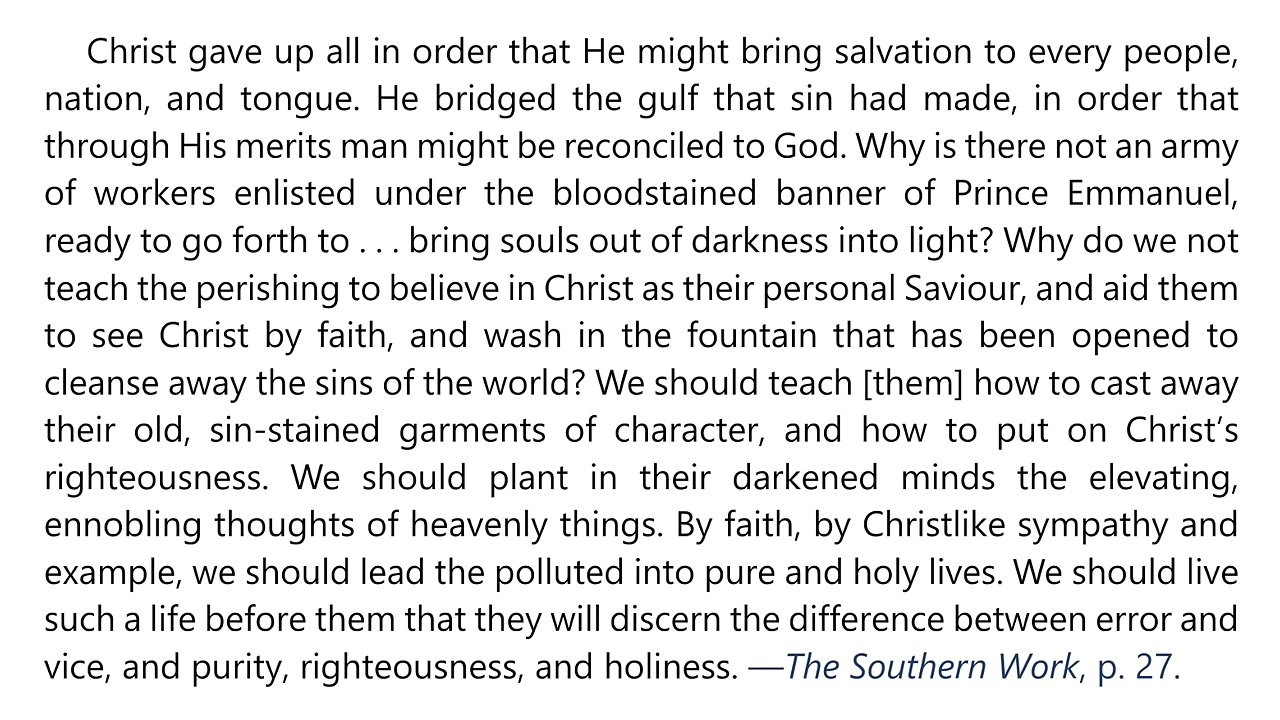 Christ gave up all in order that He might bring salvation to every people,
nation, and tongue. He bridged the gulf that sin had made, in order that
through His merits man might be reconciled to God. Why is there not an army
of workers enlisted under the bloodstained banner of Prince Emmanuel,
ready to go forth to . . . bring souls out of darkness into light? Why do we not
teach the perishing to believe in Christ as their personal Saviour, and aid them
to see Christ by faith, and wash in the fountain that has been opened to
cleanse away the sins of the world? We should teach [them] how to cast away
their old, sin-stained garments of character, and how to put on Christ’s
righteousness. We should plant in their darkened minds the elevating,
ennobling thoughts of heavenly things. By faith, by Christlike sympathy and
example, we should lead the polluted into pure and holy lives. We should live
such a life before them that they will discern the difference between error and
vice, and purity, righteousness, and holiness. —The Southern Work, p. 27.